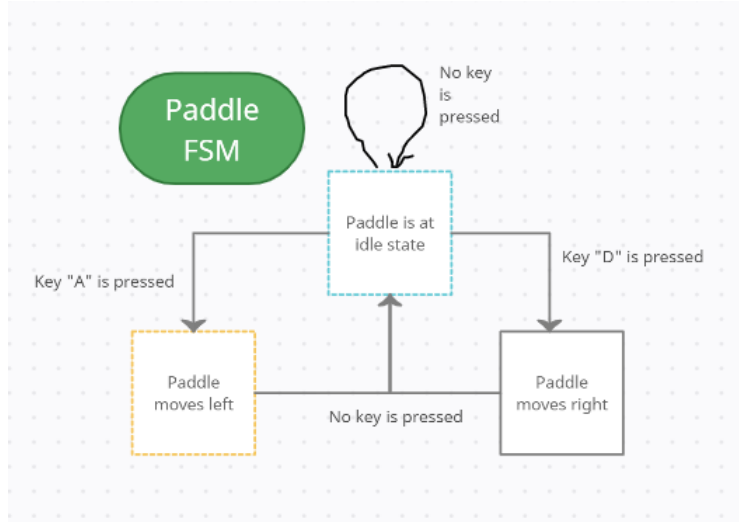 Paddle
FSM
No key
is
pressed
Paddle is at
idle state
Key "A" is pressed
Key "D" is pressed
Paddle
moves left
Paddle
moves right
No key is pressed